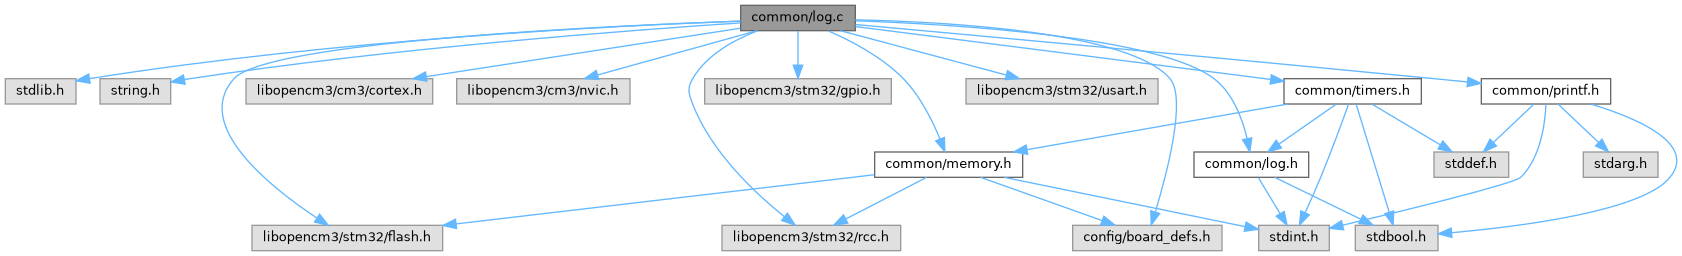 common/log.c
stdlib.h
string.h
libopencm3/cm3/cortex.h
libopencm3/cm3/nvic.h
libopencm3/stm32/gpio.h
libopencm3/stm32/usart.h
common/timers.h
common/printf.h
common/memory.h
common/log.h
stddef.h
stdarg.h
libopencm3/stm32/flash.h
libopencm3/stm32/rcc.h
config/board_defs.h
stdint.h
stdbool.h